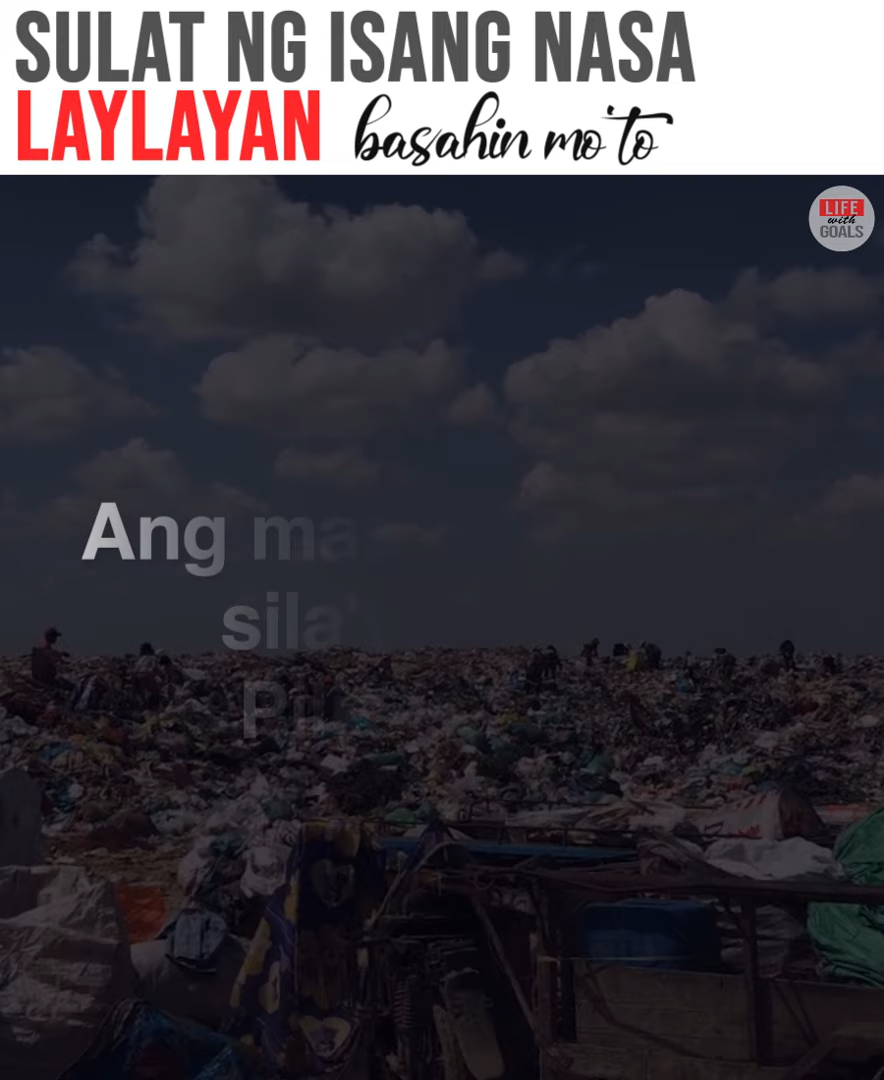 SULAT NG ISANG NASA
LAYLAYAN basahin mo 'to
LIFE
with
GOALS
Ang